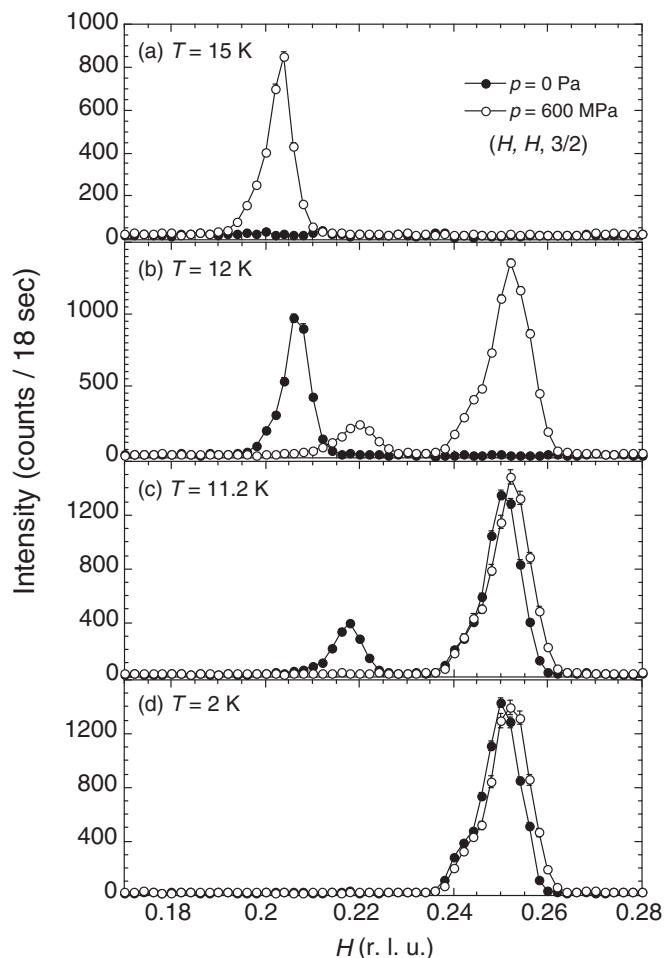 1000
(a) T = 15 K
800
p = 0 Pa
600
p = 600 MPa
400
(H, H, 3/2)
200
0
(b) T = 12 K
1000
500
0
(c) T = 11.2 K
1200
800
400
0
(d) T = 2 K
1200
800
400
0
0.18 0.2 0.22 0.24 0.26 0.28
H (r. l. u.)
Intensity (counts / 18 sec)